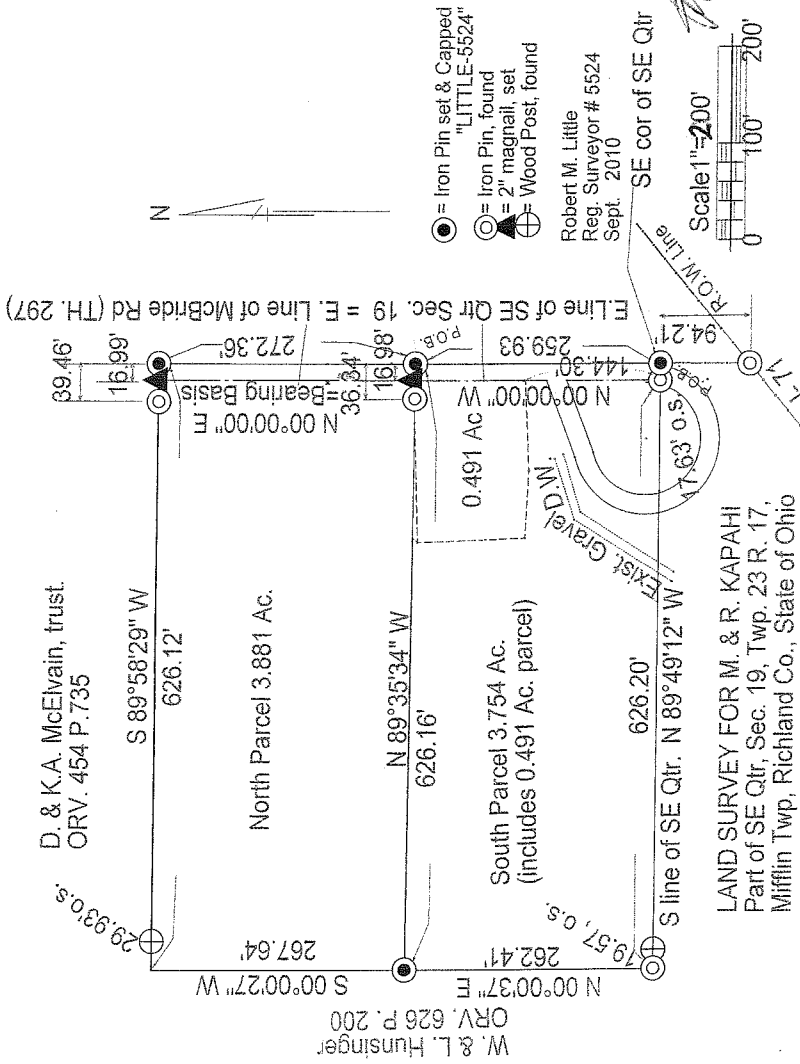 D. & K.A. McElvain, trust.
ORV. 454 P.735
39.46'
16.99'
29.93' o.s.
S 89°58'29" W
626.12'
N
North Parcel 3.881 Ac.
S 00°00'27" W
267.64'
N 00°00'00" E
=Bearing Basis
272.36'
E.Line of SE Qtr Sec. 19 = E. Line of McBride Rd (TH. 297)
W. & L. Hunsinger
ORV. 626 P. 200
36.34'
16.98'
P.O.B.
N 89°35'34" W
626.16'
0.491 Ac
N 00°00'00" W
259.93
144.30'
South Parcel 3.754 Ac.
(includes 0.491 Ac. parcel)
N 00°00'37" E
262.41'
Exist. Gravel D.W.
P.O.B.
17.63' o.s.
626.20'
S line of SE Qtr. N 89°49'12" W
94.21'
R.O.W. Line
= Iron Pin set & Capped
"LITTLE-5524"
= Iron Pin, found
= 2" magnail, set
= Wood Post, found
Robert M. Little
Reg. Surveyor # 5524
Sept. 2010
SE cor of SE Qtr
Scale1"=200'
0
100'
200'
LAND SURVEY FOR M. & R. KAPAHI
Part of SE Qtr, Sec. 19, Twp. 23 R. 17,
Mifflin Twp, Richland Co., State of Ohio